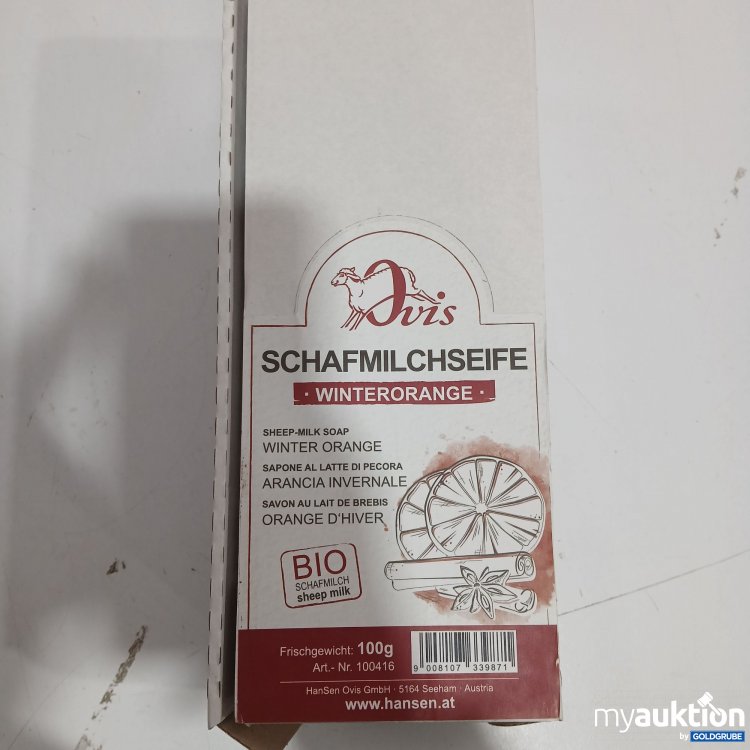 Ovis
SCHAFMILCHSEIFE
· WINTERORANGE ·
SHEEP-MILK SOAP
WINTER ORANGE
SAPONE AL LATTE DI PECORA
ARANCIA INVERNALE
SAVON AU LAIT DE BREBIS
ORANGE D'HIVER
BIO
SCHAFMILCH
sheep milk
Frischgewicht: 100g
Art.- Nr. 100416
9 008107 339871
HanSen Ovis GmbH · 5164 Seeham · Austria
www.hansen.at
myauktion
by GOLDGRUBE